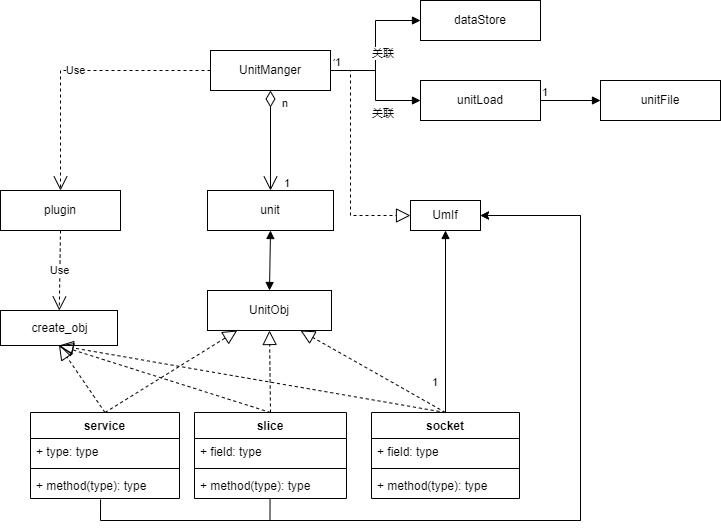 dataStore
关联
-Use
UnitManger
1
关联
unitLoad
1
unitFile
n
1
plugin
unit
UmIf
Use
create_obj
UnitObj
1
service
+ type: type
+ method(type): type
slice
+ field: type
+ method(type): type
socket
+ field: type
+ method(type): type